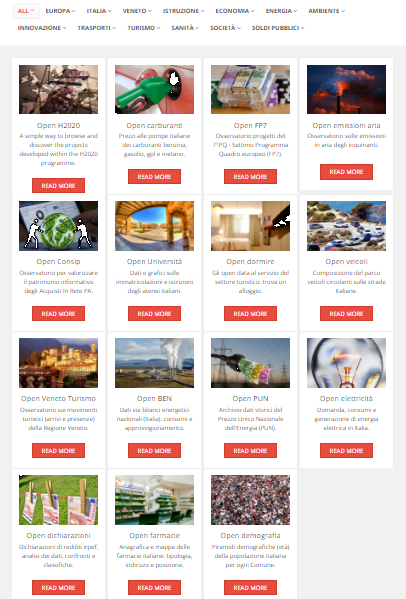 ALL EUROPA ITALIA VENETO ISTRUZIONE ECONOMIA ENERGIA AMBIENTE
INNOVAZIONE TRASPORTI TURISMO SANITÀ SOCIETÀ SOLDI PUBBLICI
Open H2020
A simple way to browse and
discover the projects
developed within the H2020
programme.
READ MORE
Open carburanti
Prezzi alle pompe italiane
dei carburanti benzina,
gasolio, gpl e metano.
READ MORE
Open FP7
Osservatorio progetti del
7°PQ - Settimo Programma
Quadro europeo (FP7).
READ MORE
Open emissioni aria
Osservatorio sulle emissioni
in aria degli inquinanti.
READ MORE
Open Consip
Osservatorio per valorizzare
il patrimonio informativo
degli Acquisti In Rete PA.
READ MORE
Open Università
Dati e grafici sulle
immatricolazioni e iscrizioni
degli atenei italiani.
READ MORE
Open dormire
Gli open data al servizio del
settore turistico: trova un
alloggio.
READ MORE
Open veicoli
Composizione del parco
veicoli circolanti sulle strade
italiane.
READ MORE
Open Veneto Turismo
Osservatorio sui movimenti
turistici (arrivi e presenze)
della Regione Veneto.
READ MORE
Open BEN
Dati sui bilanci energetici
nazionali (Italia): consumi e
approvvigionamento.
READ MORE
Open PUN
Archivio dati storici del
Prezzo Unico Nazionale
dell'Energia (PUN).
READ MORE
Open elettricità
Domanda, consumi e
generazione di energia
elettrica in Italia.
READ MORE
Open dichiarazioni
Dichiarazioni di redditi irpef:
analisi dei dati, confronti e
classifiche.
READ MORE
Open farmacie
Anagrafica e mappa delle
farmacie italiane: tipologia,
indirizzo e posizione.
READ MORE
Open demografia
Piramidi demografiche (età)
della popolazione italiana
per ogni Comune.
READ MORE